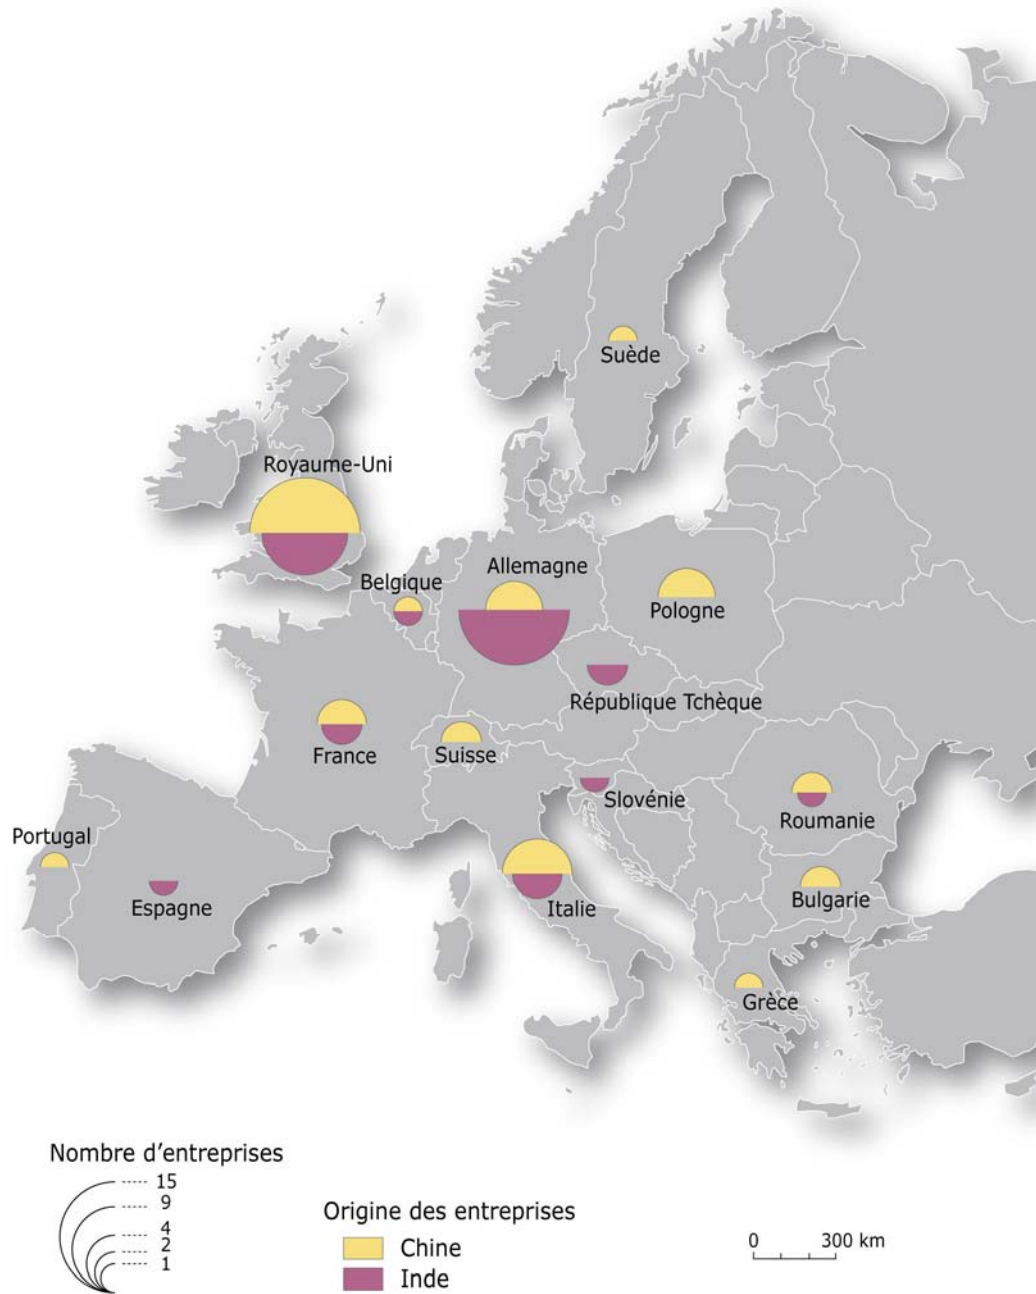 Suède
Royaume-Uni
Allemagne
Belgique
Pologne
République Tchèque
France
Suisse
Slovénie
Roumanie
Portugal
Bulgarie
Espagne
Italie
Grèce
Nombre d'entreprises
15
9
4
2
1
Origine des entreprises
Chine
Inde
0 300 km